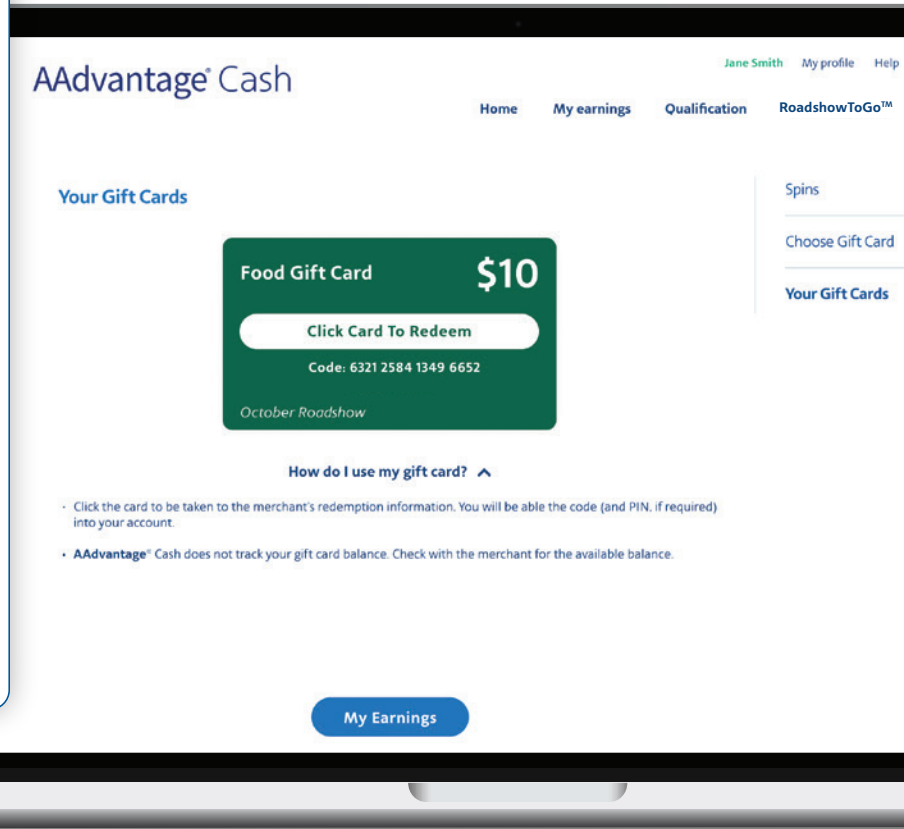 AAdvantage® Cash
Jane Smith My profile Help
Home My earnings Qualification RoadshowToGo™
Your Gift Cards
Spins
Choose Gift Card
Your Gift Cards
Food Gift Card $10
Click Card To Redeem
Code: 6321 2584 1349 6652
October Roadshow
How do I use my gift card?
· Click the card to be taken to the merchant's redemption information. You will be able the code (and PIN, if required)
into your account.
• AAdvantage® Cash does not track your gift card balance. Check with the merchant for the available balance.
My Earnings